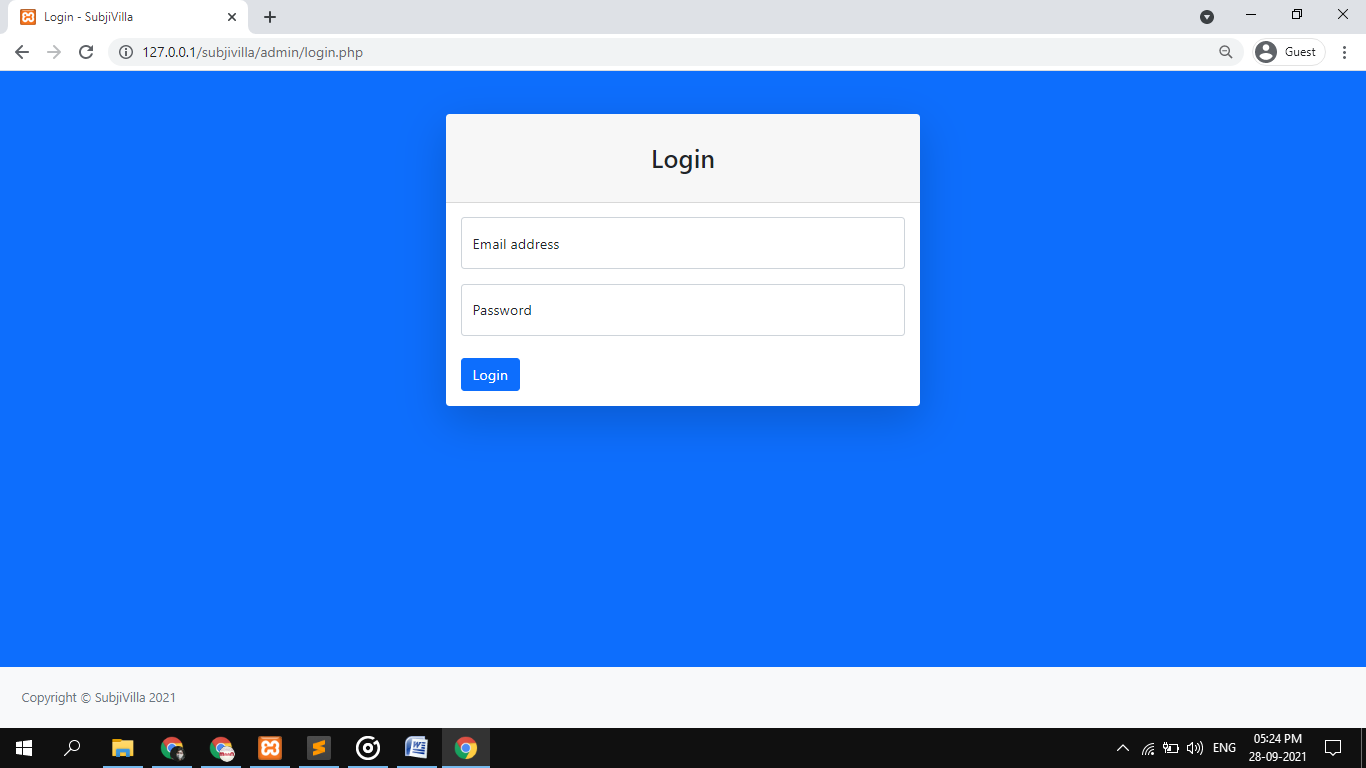 Login - SubjiVilla
127.0.0.1/subjivilla/admin/login.php
Guest
Login
Email address
Password
Login
Copyright © SubjiVilla 2021
ENG
05:24 PM
28-09-2021